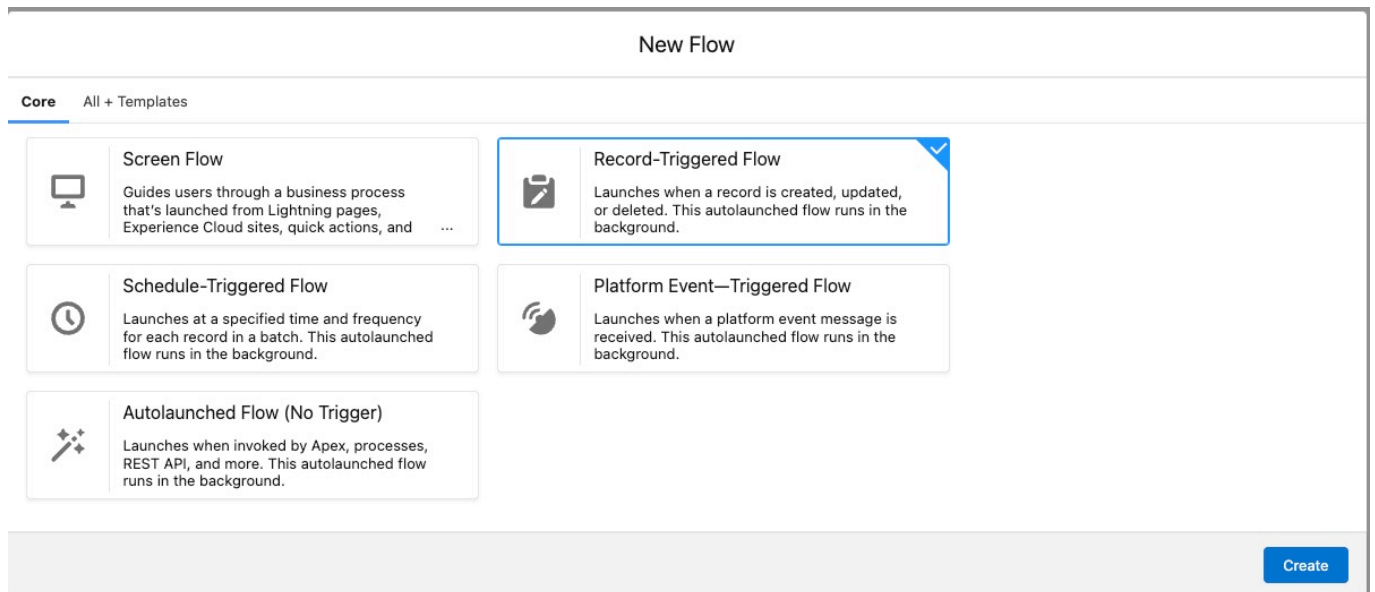 New Flow
Core
All + Templates
Screen Flow
Guides users through a business process
that's launched from Lightning pages,
Experience Cloud sites, quick actions, and ...
Record-Triggered Flow
Launches when a record is created, updated,
or deleted. This autolaunched flow runs in the
background.
Schedule-Triggered Flow
Launches at a specified time and frequency
for each record in a batch. This autolaunched
flow runs in the background.
Platform Event—Triggered Flow
Launches when a platform event message is
received. This autolaunched flow runs in the
background.
Autolaunched Flow (No Trigger)
Launches when invoked by Apex, processes,
REST API, and more. This autolaunched flow
runs in the background.
Create